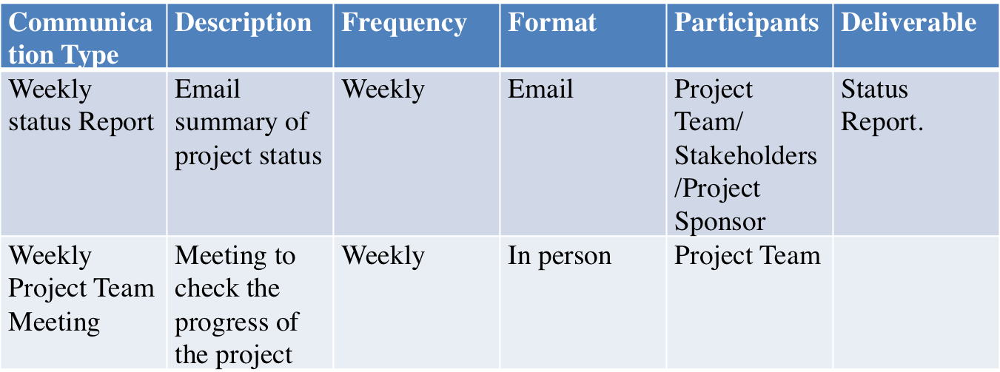 Communica
tion Type
Description
Frequency
Format
Participants
Deliverable
Weekly
status Report
Email
summary of
project status
Weekly
Email
Project
Team/
Stakeholders
/Project
Sponsor
Status
Report.
Weekly
Project Team
Meeting
Meeting to
check the
progress of
the project
Weekly
In person
Project Team